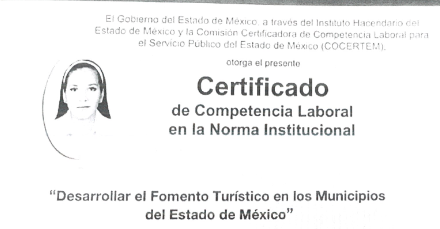 El Gobierno del Estado de México, a través del Instituto Hacendario del
Estado de México y la Comisión Certificadora de Competencia Laboral para
el Servicio Público del Estado de México (COCERTEM),
otorga el presente
Certificado
de Competencia Laboral
en la Norma Institucional
“Desarrollar el Fomento Turístico en los Municipios
del Estado de México”